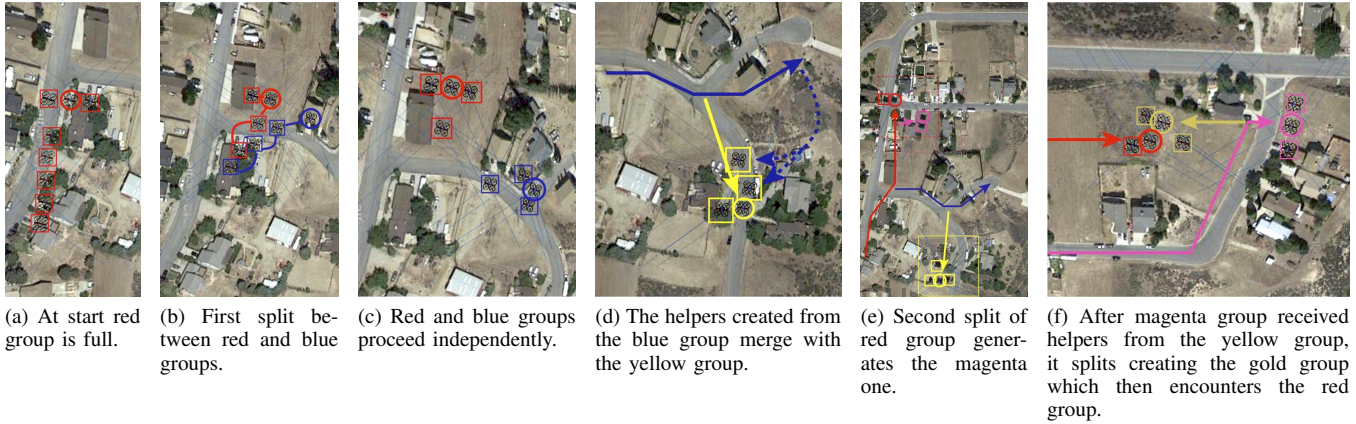 (a) At start red
group is full.
(b) First split be-
tween red and blue
groups.
(c) Red and blue groups
proceed independently.
(d) The helpers created from
the blue group merge with
the yellow group.
(e) Second split of
red group gener-
ates the magenta
one.
(f) After magenta group received
helpers from the yellow group,
it splits creating the gold group
which then encounters the red
group.